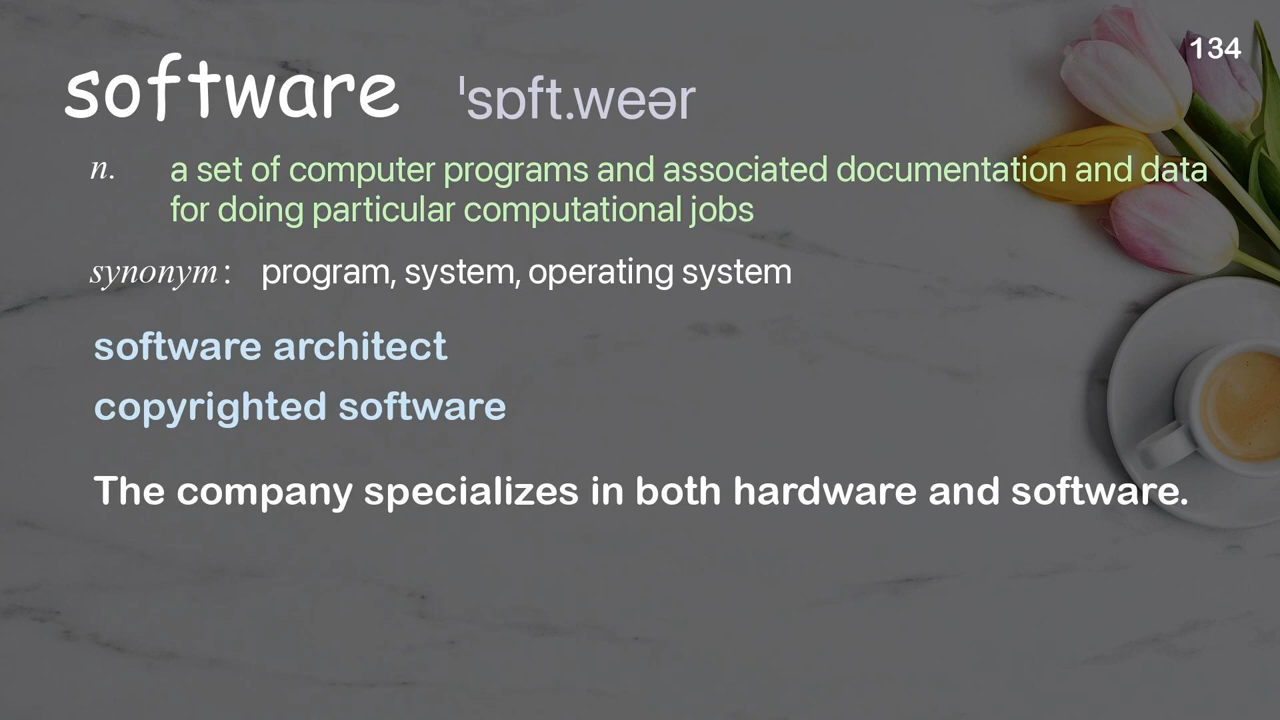 134
software ˈsɒft.weər
n. a set of computer programs and associated documentation and data
for doing particular computational jobs
synonym: program, system, operating system
software architect
copyrighted software
The company specializes in both hardware and software.